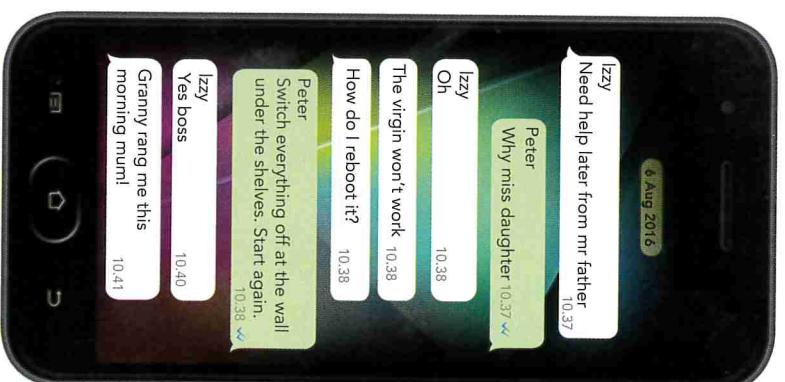 6 Aug 2016
Izzy
Need help later from mr father
10.37
Peter
Why miss daughter 10.37
Izzy
Oh
10.38
The virgin won't work 10.38
How do I reboot it?
10.38
Peter
Switch everything off at the wall
under the shelves. Start again.
10.38
Izzy
Yes boss
10.40
Granny rang me this
morning mum!
10.41